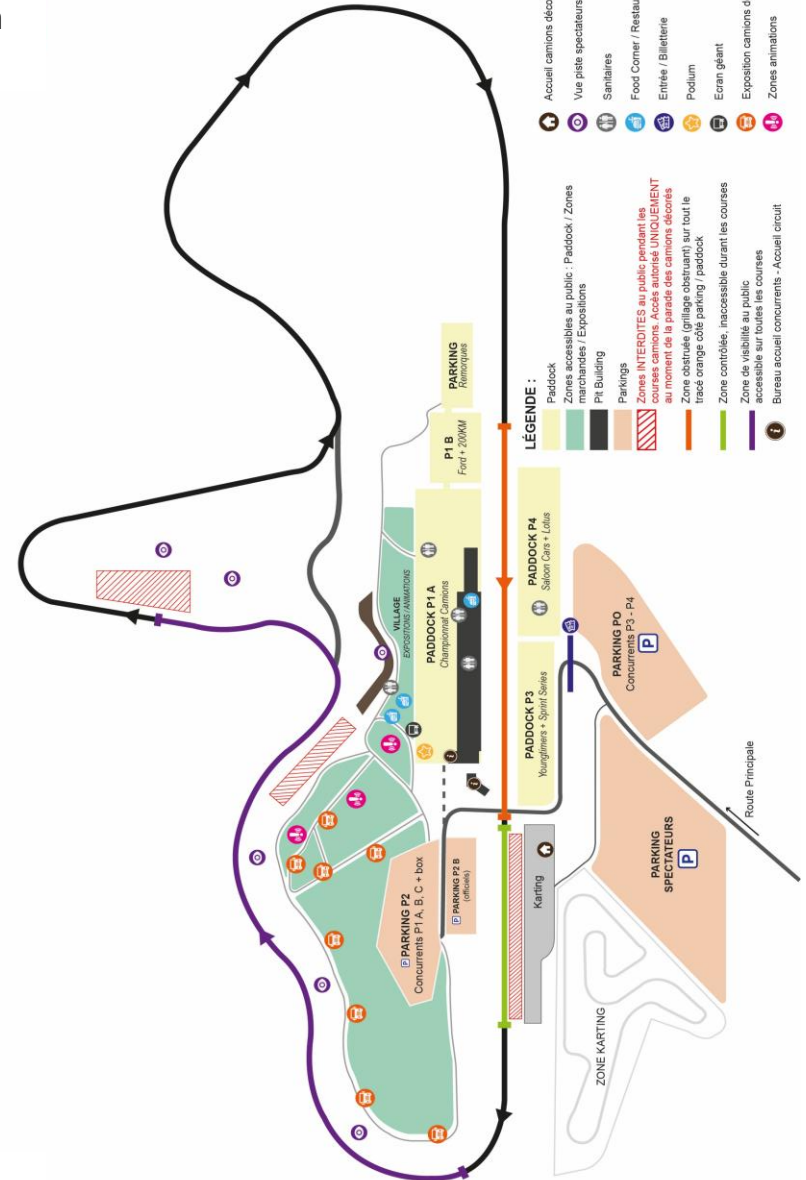 Accueil camions
Vue piste spectateurs
Sanitaires
Food Corner /
Entrée / Billetterie
Podium
Ecran géant
Exposition camions
Zones animations
LÉGENDE :
Paddock
Zones accessibles au public : Paddock / Zones
marchandes / Expositions
Pit Building
Parkings
Zones INTERDITES au public pendant les
courses camions. Accès autorisé UNIQUEMENT
au moment de la parade des camions décorés
Zone obstruée (grillage obstruant) sur tout le
tracé orange côté parking / paddock
Zone contrôlée, inaccessible durant les courses
Zone de visibilité au public
accessible sur toutes les courses
i
Bureau accueil concurrents - Accueil circuit
PARKING
Remorques
P1 B
Ford + 200KM
VILLAGE
EXPOSITIONS / ANIMATIONS
PADDOCK P1 A
Championnat Camions
PADDOCK P4
Saloon Cars + Lotus
PADDOCK P3
Youngtimers + Sprint Series
PARKING PO
Concurrents P3 - P4
P
P PARKING P2
Concurrents P1 A, B, C + box
P PARKING P2 B
(officiels)
i
i
Karting
ZONE KARTING
PARKING
SPECTATEURS
P
Route Principale